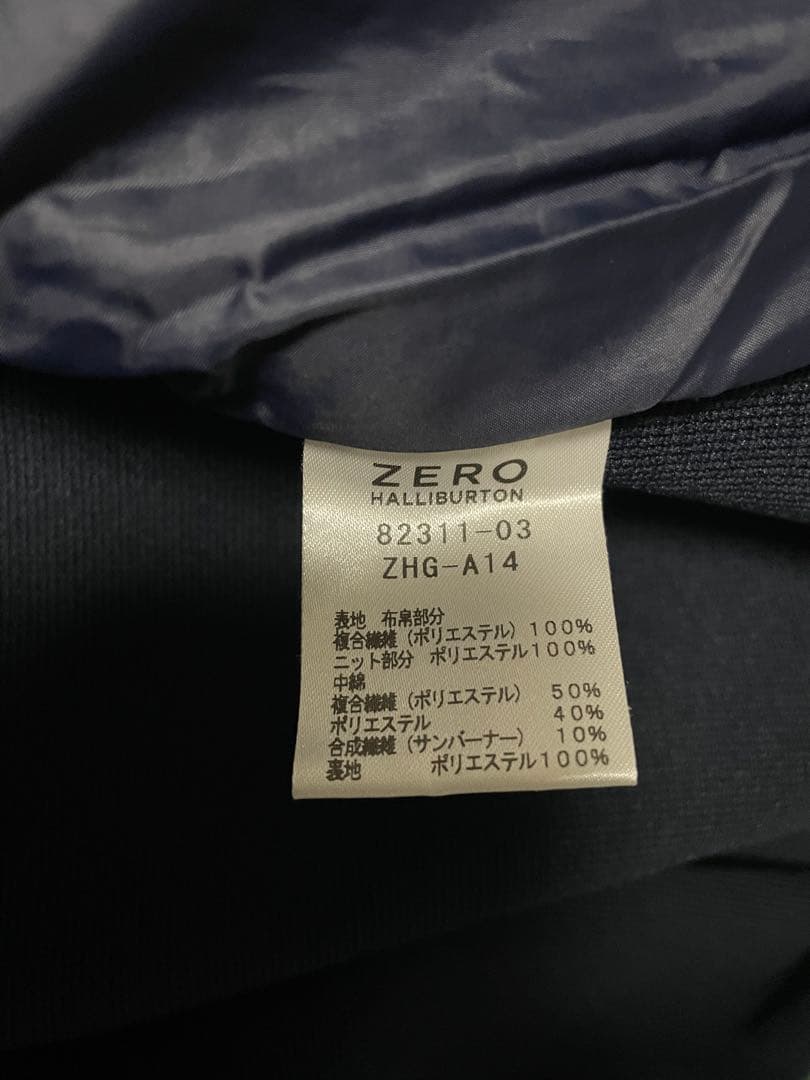 ZERO
HALLIBURTON
82311-03
ZHG-A14
表地 布帛部分
複合繊維(ポリエステル)100%
ニット部分 ポリエステル100%
中綿
複合繊維(ポリエステル) 50%
ポリエステル 40%
合成繊維(サンバーナー) 10%
裏地 ポリエステル100%